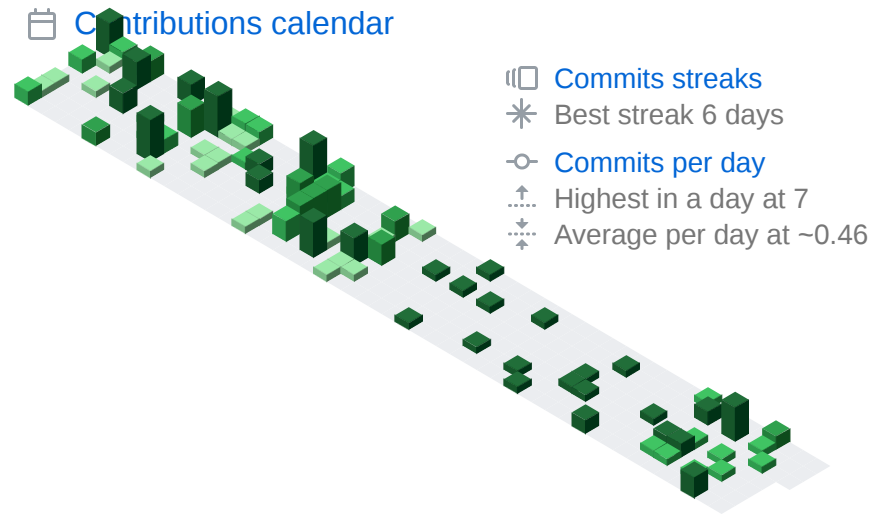 Contributions calendar
Commits streaks
Best streak 6 days
Commits per day
Highest in a day at 7
Average per day at ~0.46